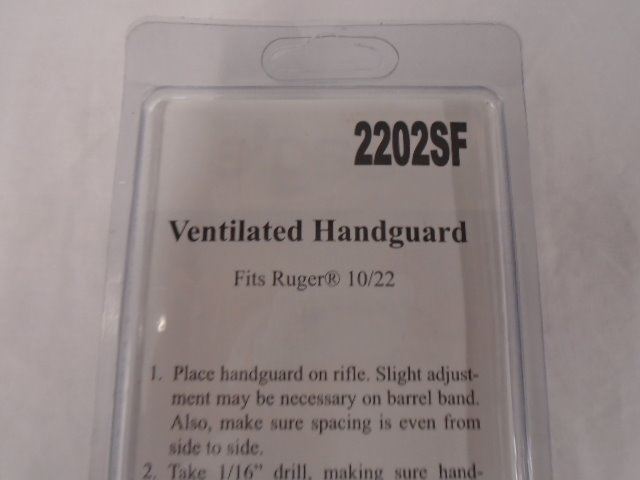 2202SF
Ventilated Handguard
Fits Ruger® 10/22
1. Place handguard on rifle. Slight adjust-
ment may be necessary on barrel band.
Also, make sure spacing is even from
side to side.
2. Take 1/16” drill, making sure hand-